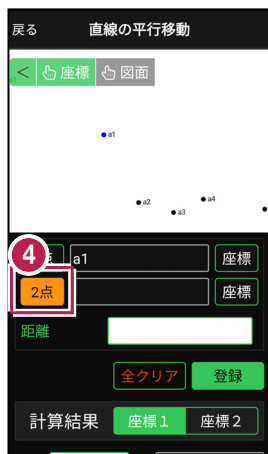 戻る 直線の平行移動
< 座標 図面
a1
a2 a4
a3
4 点 a1 座標
2点 座標
距離
全クリア 登録
計算結果 座標1 座標2